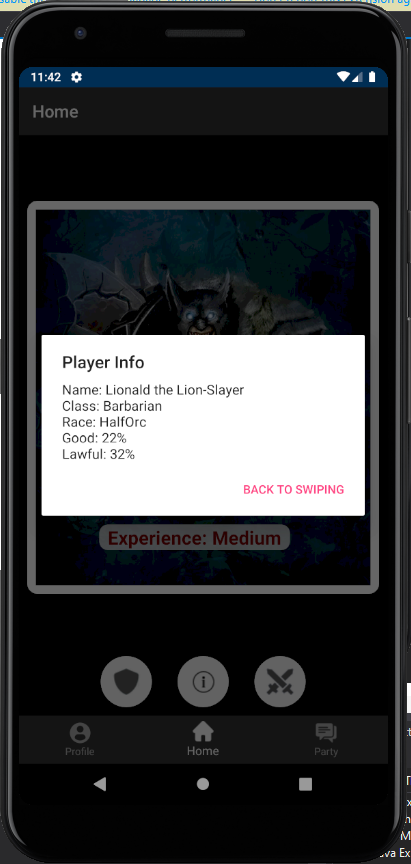 11:42
Home
Player Info
Name: Lionald the Lion-Slayer
Class: Barbarian
Race: HalfOrc
Good: 22%
Lawful: 32%
BACK TO SWIPING
Experience: Medium
Profile
Home
Party